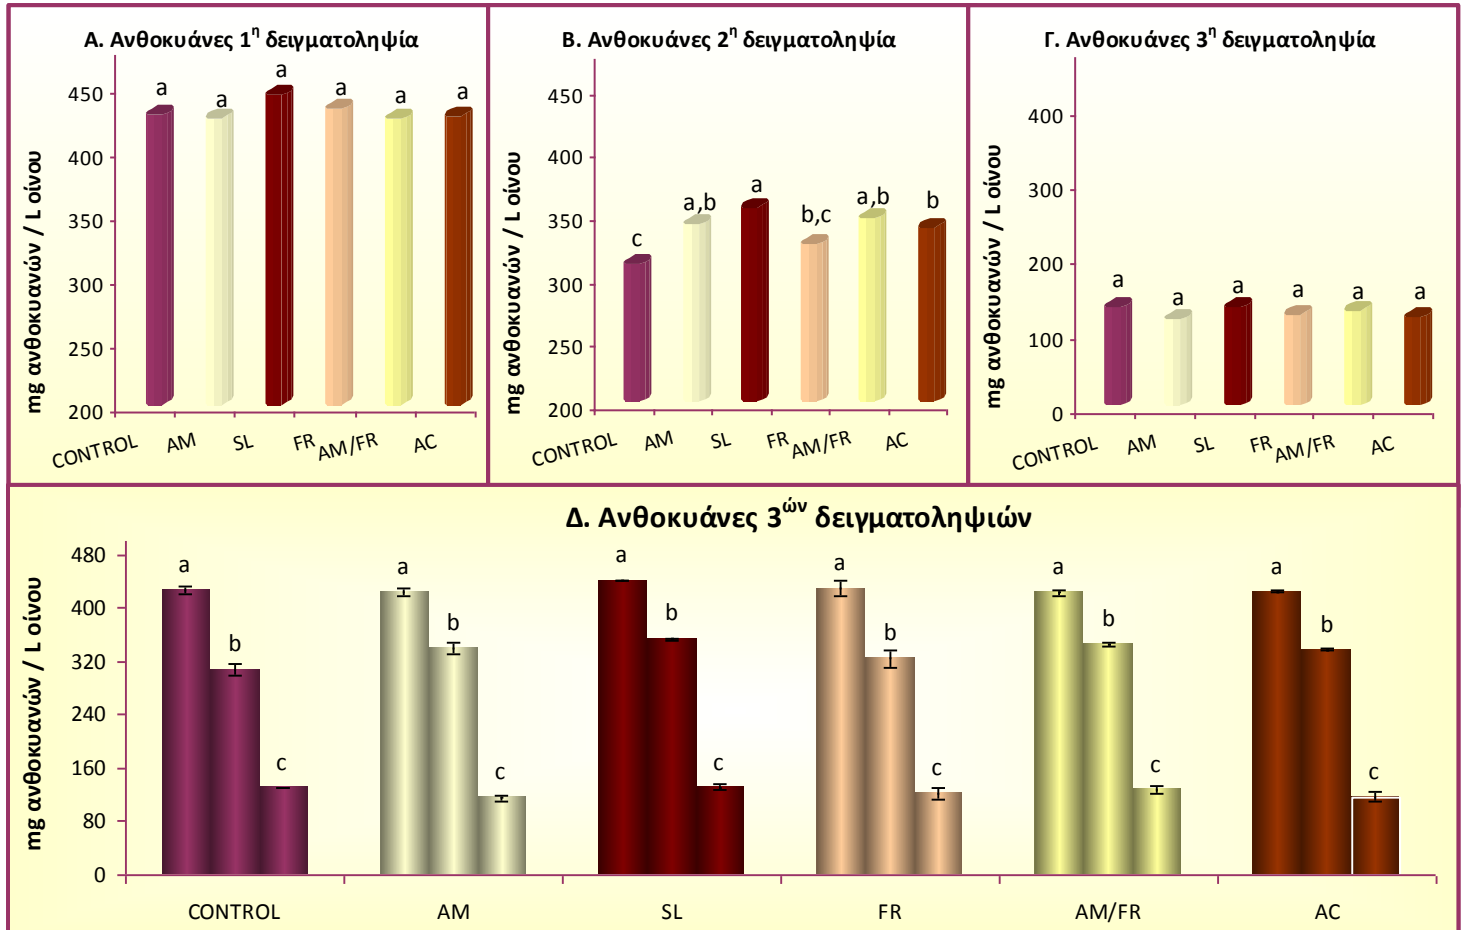 Α. Ανθοκυάνες 1η δειγματοληψία
mg ανθοκυανών / L οίνου
450
400
350
300
250
200
a a a a a a
CONTROL AM SL FR AM/FR AC
Β. Ανθοκυάνες 2η δειγματοληψία
mg ανθοκυανών / L οίνου
450
400
350
300
250
200
c a,b a b,c a,b b
CONTROL AM SL FR AM/FR AC
Γ. Ανθοκυάνες 3η δειγματοληψία
mg ανθοκυανών / L οίνου
400
300
200
100
0
a a a a a a
CONTROL AM SL FR AM/FR AC
Δ. Ανθοκυάνες 3ών δειγματοληψιών
mg ανθοκυανών / L οίνου
480
400
320
240
160
80
0
a b c a b c a b c a b c a b c a b c
CONTROL AM SL FR AM/FR AC